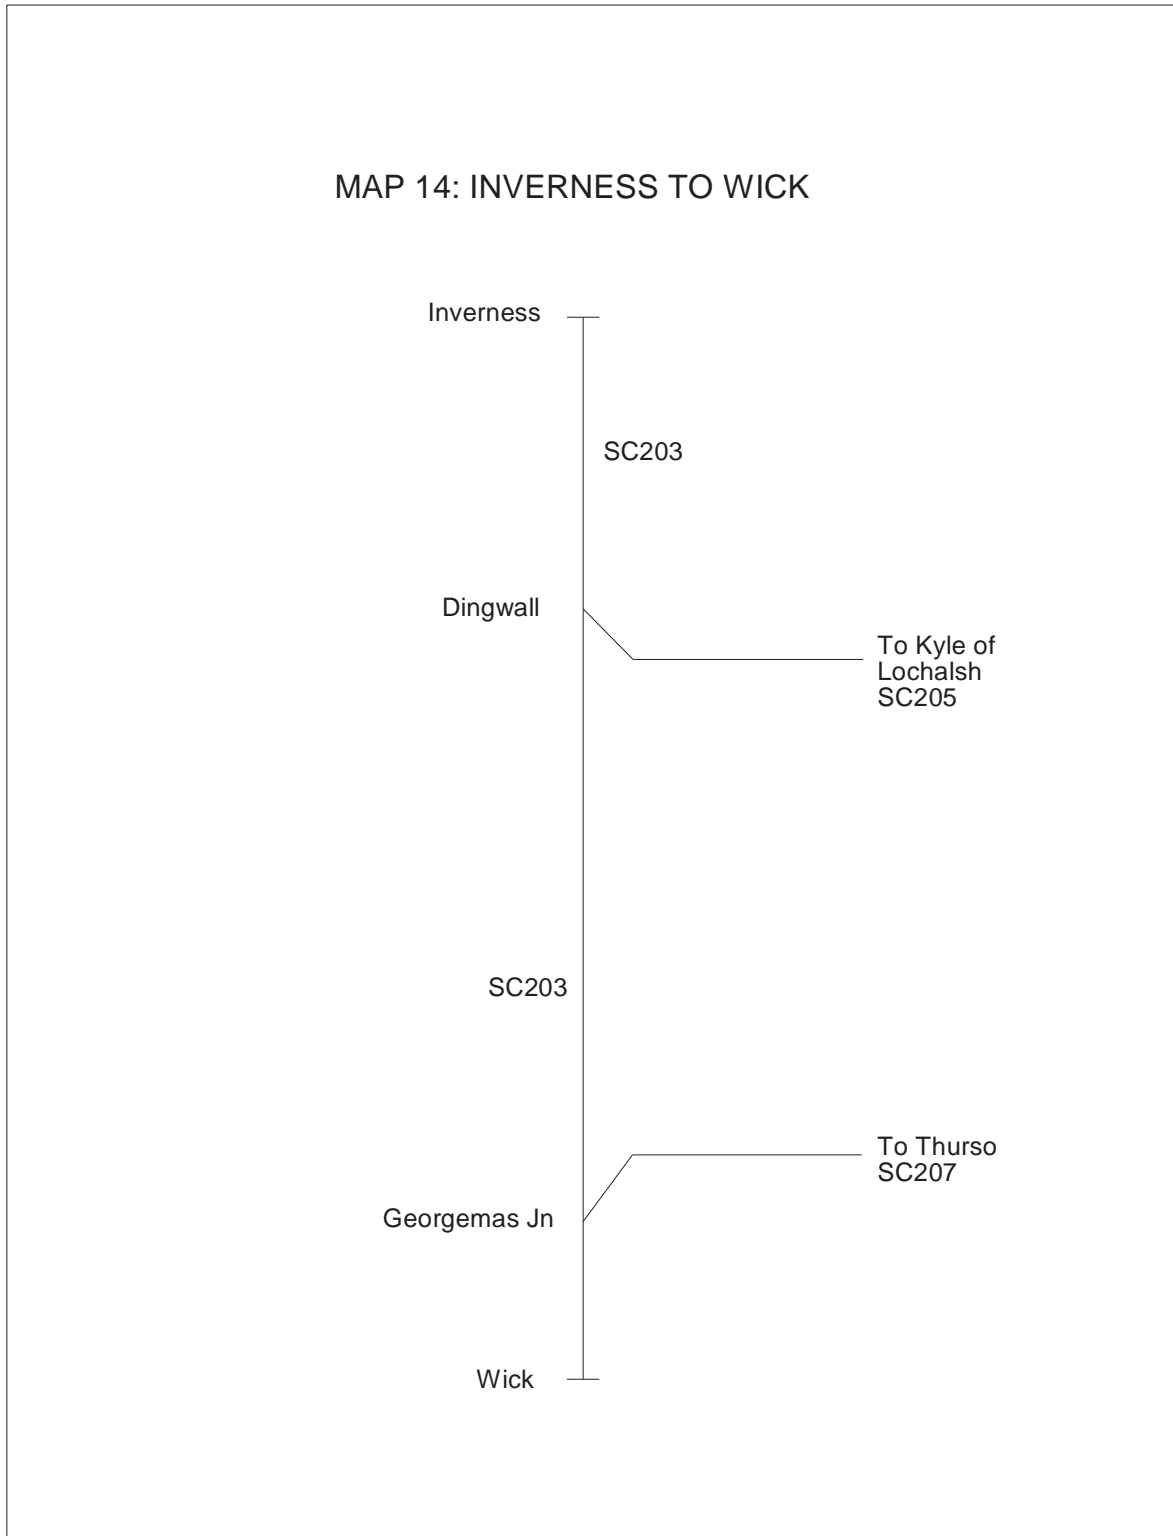 MAP 14: INVERNESS TO WICK
Inverness
SC203
Dingwall
To Kyle of
Lochalsh
SC205
SC203
To Thurso
SC207
Georgemas Jn
Wick